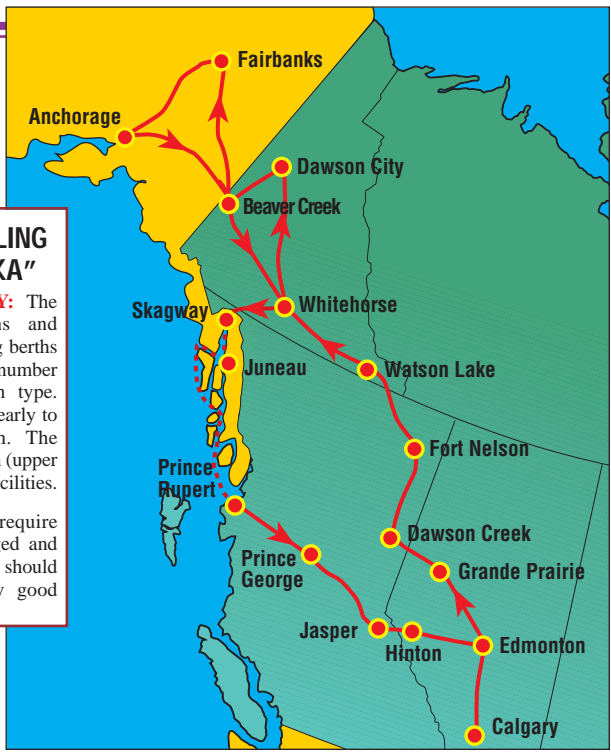 Fairbanks
Anchorage
Dawson City
Beaver Creek
LING
KA”
Y: The
ns and
g berths
number
n type.
early to
n. The
(upper
cilities.
require
ged and
should
y good
Skagway
Whitehorse
Juneau
Watson Lake
Fort Nelson
Prince
Rupert
Dawson Creek
Prince
George
Grande Prairie
Jasper
Hinton
Edmonton
Calgary